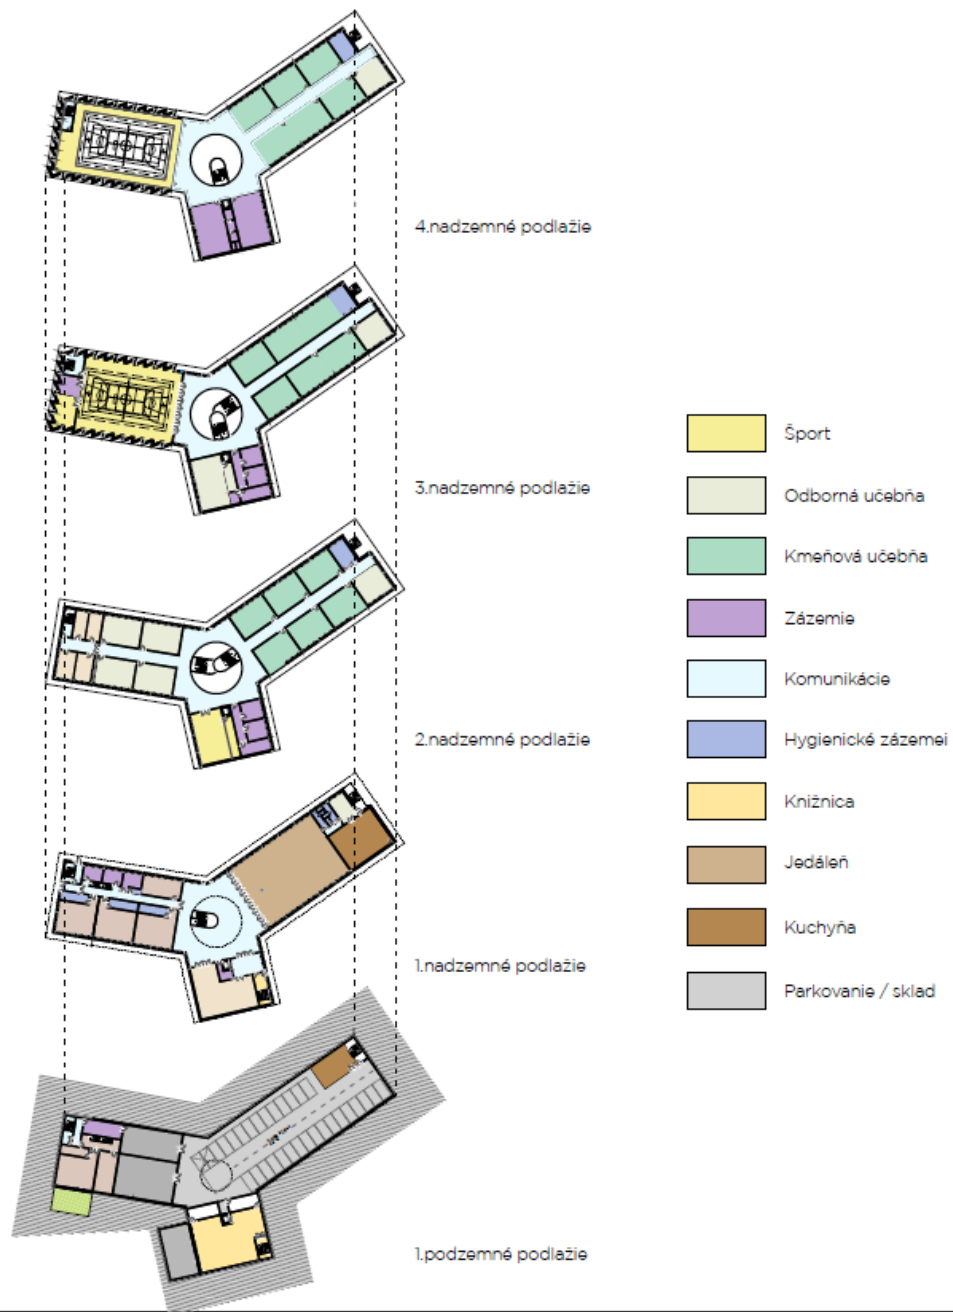 4.nadzemné podlažie
3.nadzemné podlažie
2.nadzemné podlažie
1.nadzemné podlažie
1.podzemné podlažie
Šport
Odborná učebňa
Kmeňová učebňa
Zázemie
Komunikácie
Hygienické zázemei
Knižnica
Jedáleň
Kuchyňa
Parkovanie / sklad